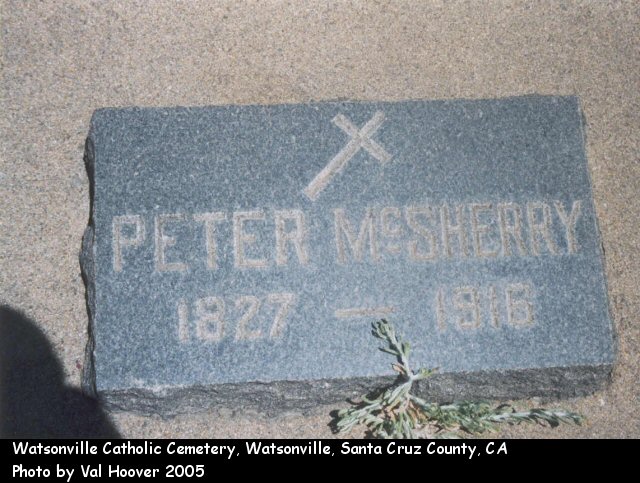 PETER McSHERRY
1827 — 1916
Watsonville Catholic Cemetery, Watsonville, Santa Cruz County, CA
Photo by Val Hoover 2005